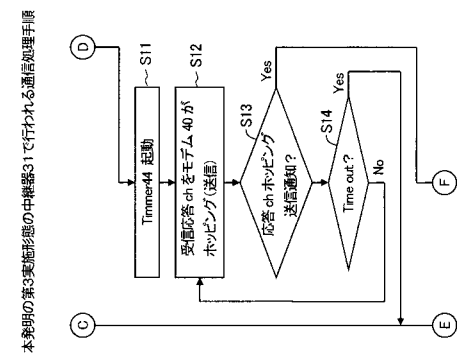 本発明の第3実施形態の中継器31で行われる通信処理手順
D
Timmer44 起動
S11
受信応答 ch をモデム 40 が
ホッピング(送信)
S12
応答 ch ホッピング
送信通知?
S13
Yes
Time out?
S14
Yes
No
C
E
F